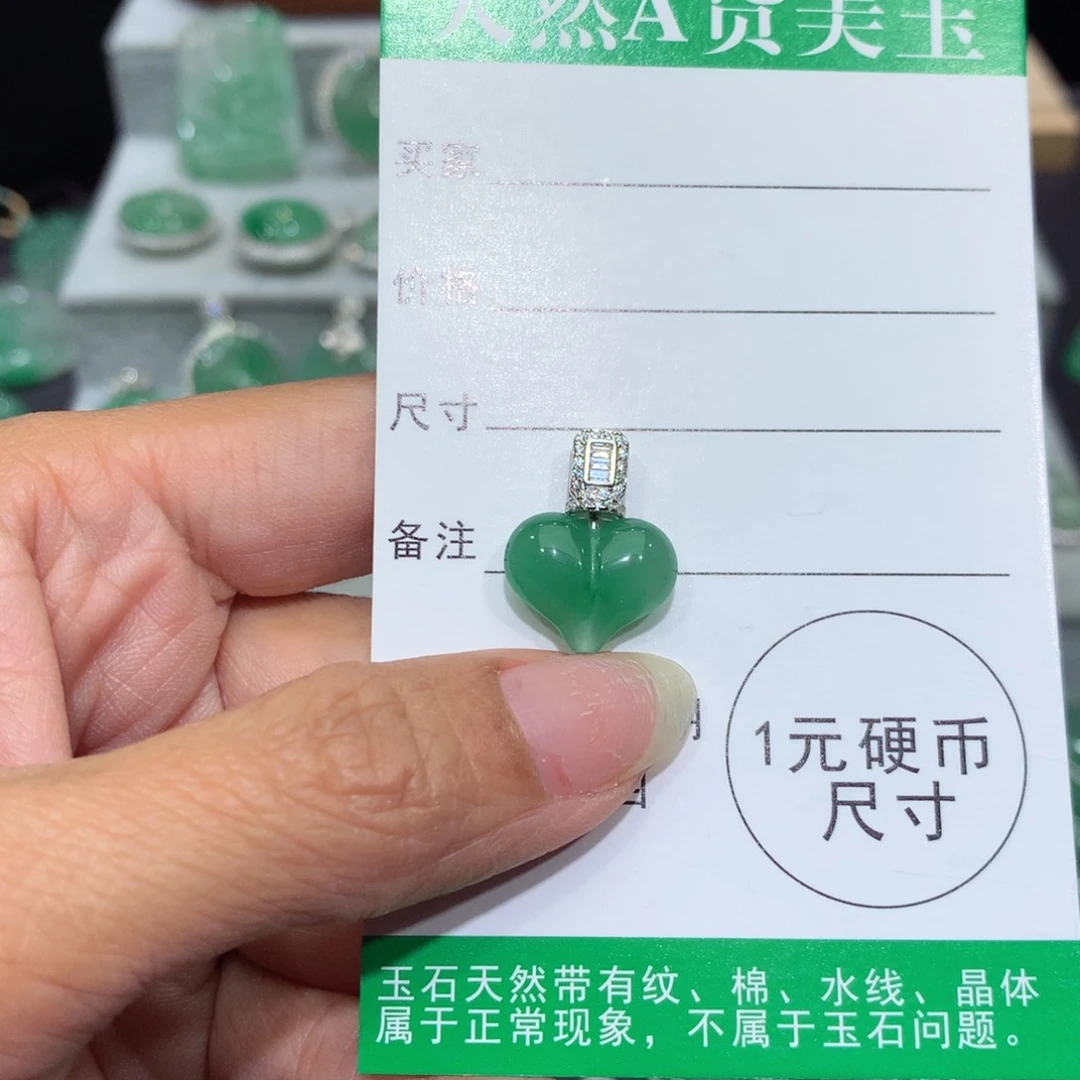 天然A货美玉
买家
价格
尺寸
备注
1元硬币
尺寸
玉石天然带有纹、棉、水线、晶体
属于正常现象，不属于玉石问题。